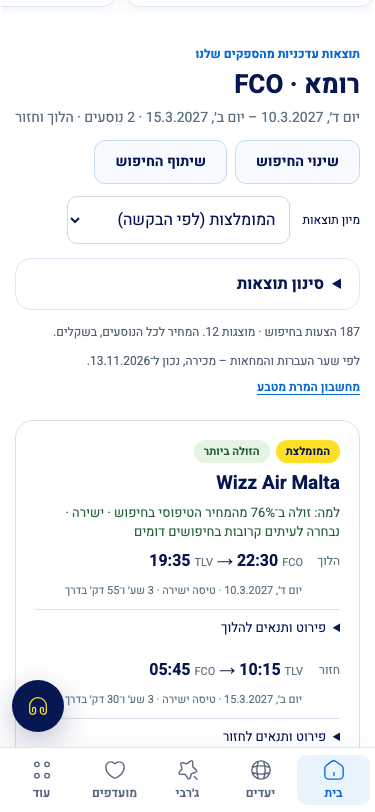 תוצאות עדכניות מהספקים שלנו
רומא · FCO
יום ד׳, 10.3.2027 – יום ב׳, 15.3.2027 · 2 נוסעים · הלוך וחזור
שינוי החיפוש
שיתוף החיפוש
מיון תוצאות
המומלצות (לפי הבקשה)
סינון תוצאות
187 הצעות בחיפוש · מוצגות 12. המחיר לכל הנוסעים, בשקלים.
לפי שער העברות והמחאות – מכירה, נכון ל־13.11.2026.
מחשבון המרת מטבע
המומלצת
הזולה ביותר
Wizz Air Malta
למה: זולה ב־76% מהמחיר הטיפוסי בחיפוש · ישירה ·
נבחרה לעיתים קרובות בחיפושים דומים
הלוך
19:35 TLV → 22:30 FCO
יום ד׳, 10.3.2027 · טיסה ישירה · 3 שע׳ ו־55 דק׳ בדרך
פירוט ותנאים להלוך
חזור
05:45 FCO → 10:15 TLV
יום ב׳, 15.3.2027 · טיסה ישירה · 3 שע׳ ו־30 דק׳ בדרך
פירוט ותנאים לחזור
בית
יעדים
ג׳רבי
מועדפים
עוד